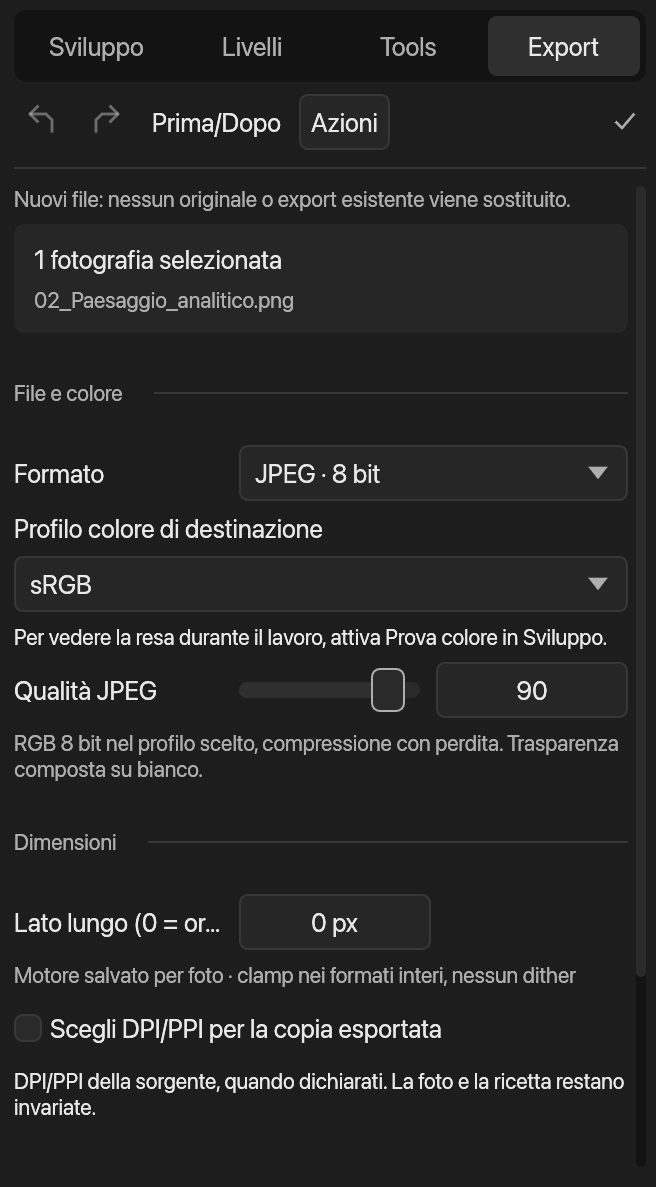 Sviluppo Livelli Tools Export
Prima/Dopo Azioni
Nuovi file: nessun originale o export esistente viene sostituito.
1 fotografia selezionata
02_Paesaggio_analitico.png
File e colore
Formato JPEG · 8 bit
Profilo colore di destinazione
sRGB
Per vedere la resa durante il lavoro, attiva Prova colore in Sviluppo.
Qualità JPEG 90
RGB 8 bit nel profilo scelto, compressione con perdita. Trasparenza
composta su bianco.
Dimensioni
Lato lungo (0 = or... 0 px
Motore salvato per foto · clamp nei formati interi, nessun dither
Scegli DPI/PPI per la copia esportata
DPI/PPI della sorgente, quando dichiarati. La foto e la ricetta restano
invariate.